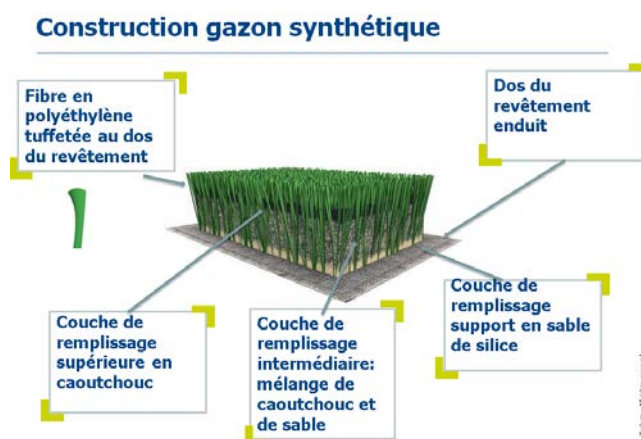 Construction gazon synthétique
Fibre en
polyéthylène
tuffetée au dos
du revêtement
Dos du
revêtement
enduit
Couche de
remplissage
supérieure en
caoutchouc
Couche de
remplissage
intermédiaire:
mélange de
caoutchouc et
de sable
Couche de
remplissage
support en sable
de silice